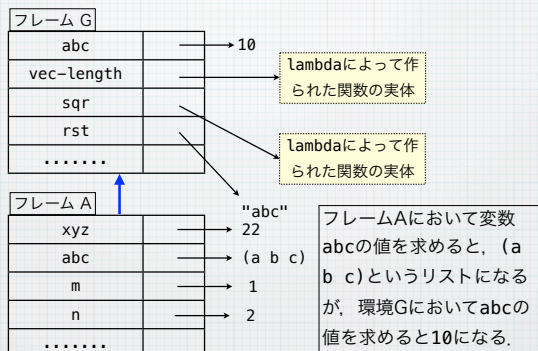 フレーム G
abc
10
vec-length
sqr
rst
.......
lambdaによって作
られた関数の実体
lambdaによって作
られた関数の実体
"abc"
フレーム A
xyz
22
abc
(a b c)
m
1
n
2
.......
フレームAにおいて変数
abcの値を求めると，(a
b c)というリストになる
が，環境Gにおいてabcの
値を求めると10になる．